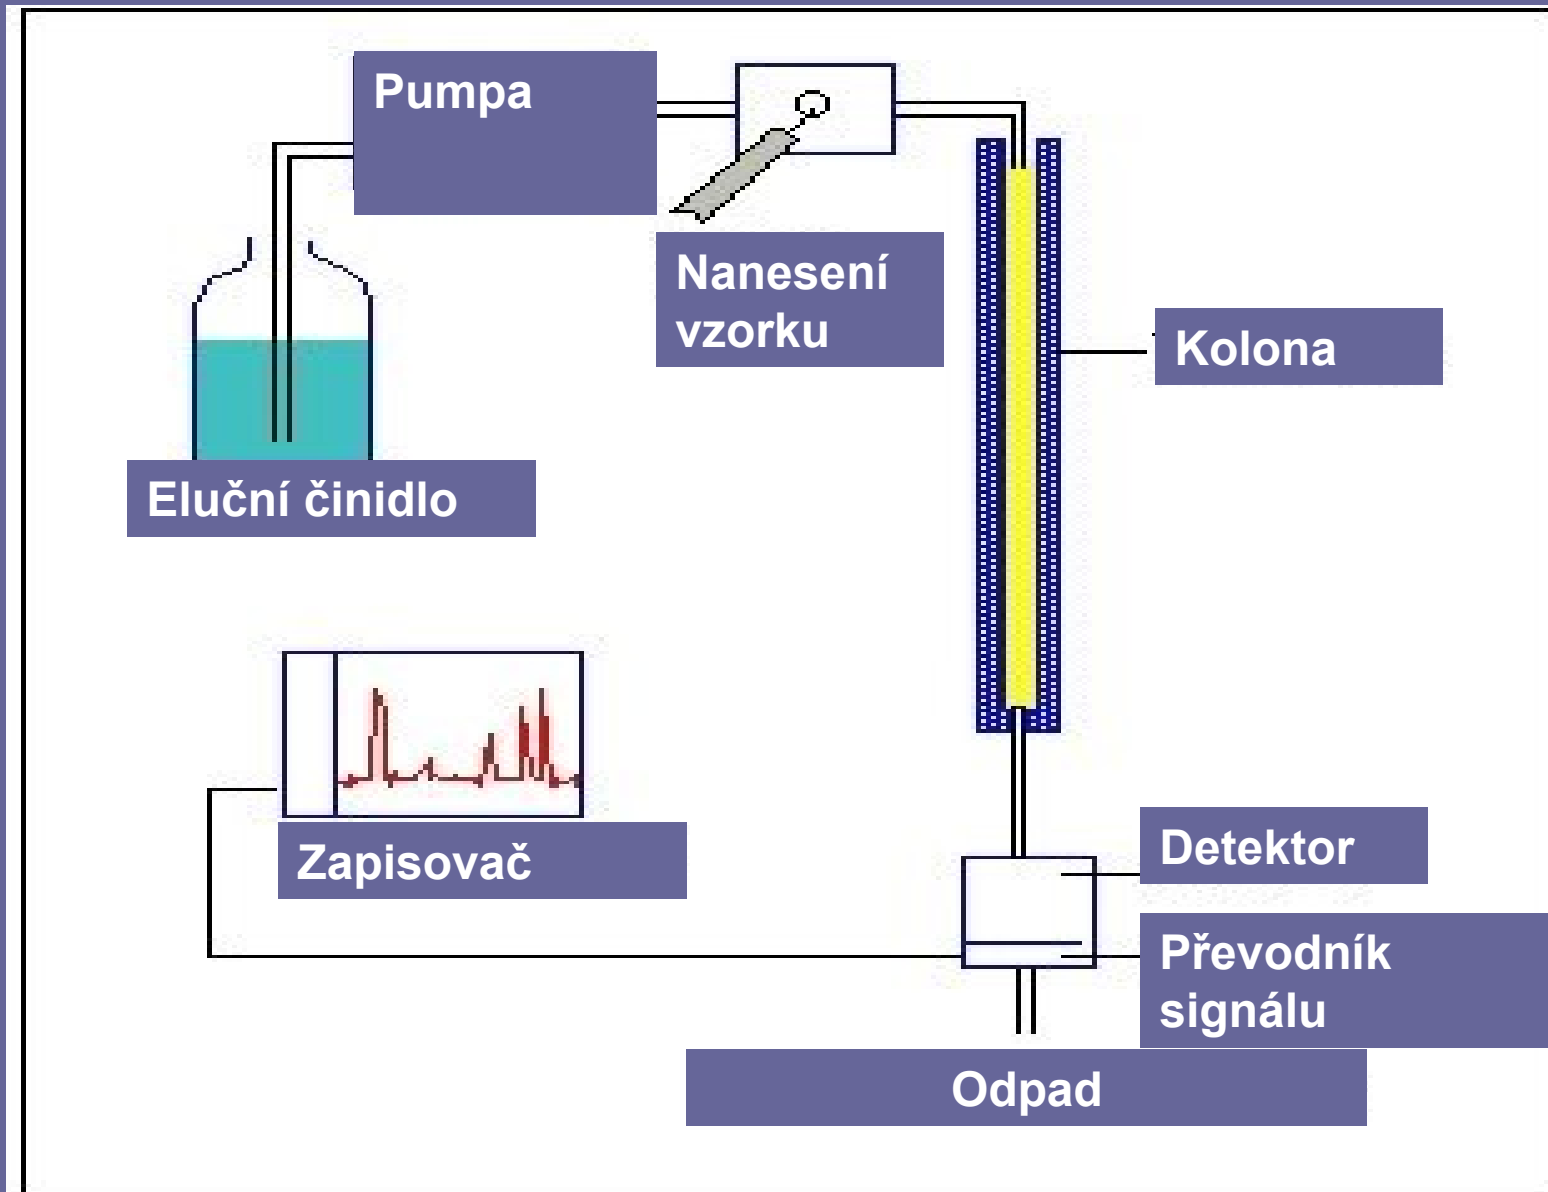 Pumpa
Nanesení
vzorku
Kolona
Eluční činidlo
Zapisovač
Detektor
Převodník
signálu
Odpad